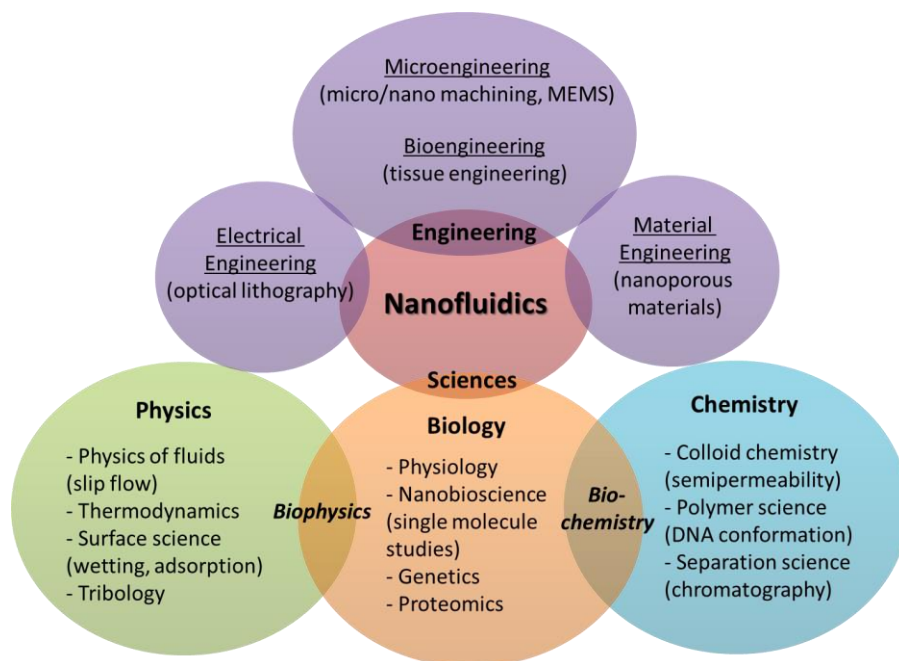 Microengineering
(micro/nano machining, MEMS)
Bioengineering
(tissue engineering)
Electrical
Engineering
(optical lithography)
Engineering
Material
Engineering
(nanoporous
materials)
Nanofluidics
Sciences
Physics
- Physics of fluids
(slip flow)
- Thermodynamics
- Surface science
(wetting, adsorption)
- Tribology
Biophysics
Biology
- Physiology
- Nanobioscience
(single molecule
studies)
- Genetics
- Proteomics
Bio-
chemistry
Chemistry
- Colloid chemistry
(semipermeability)
- Polymer science
(DNA conformation)
- Separation science
(chromatography)